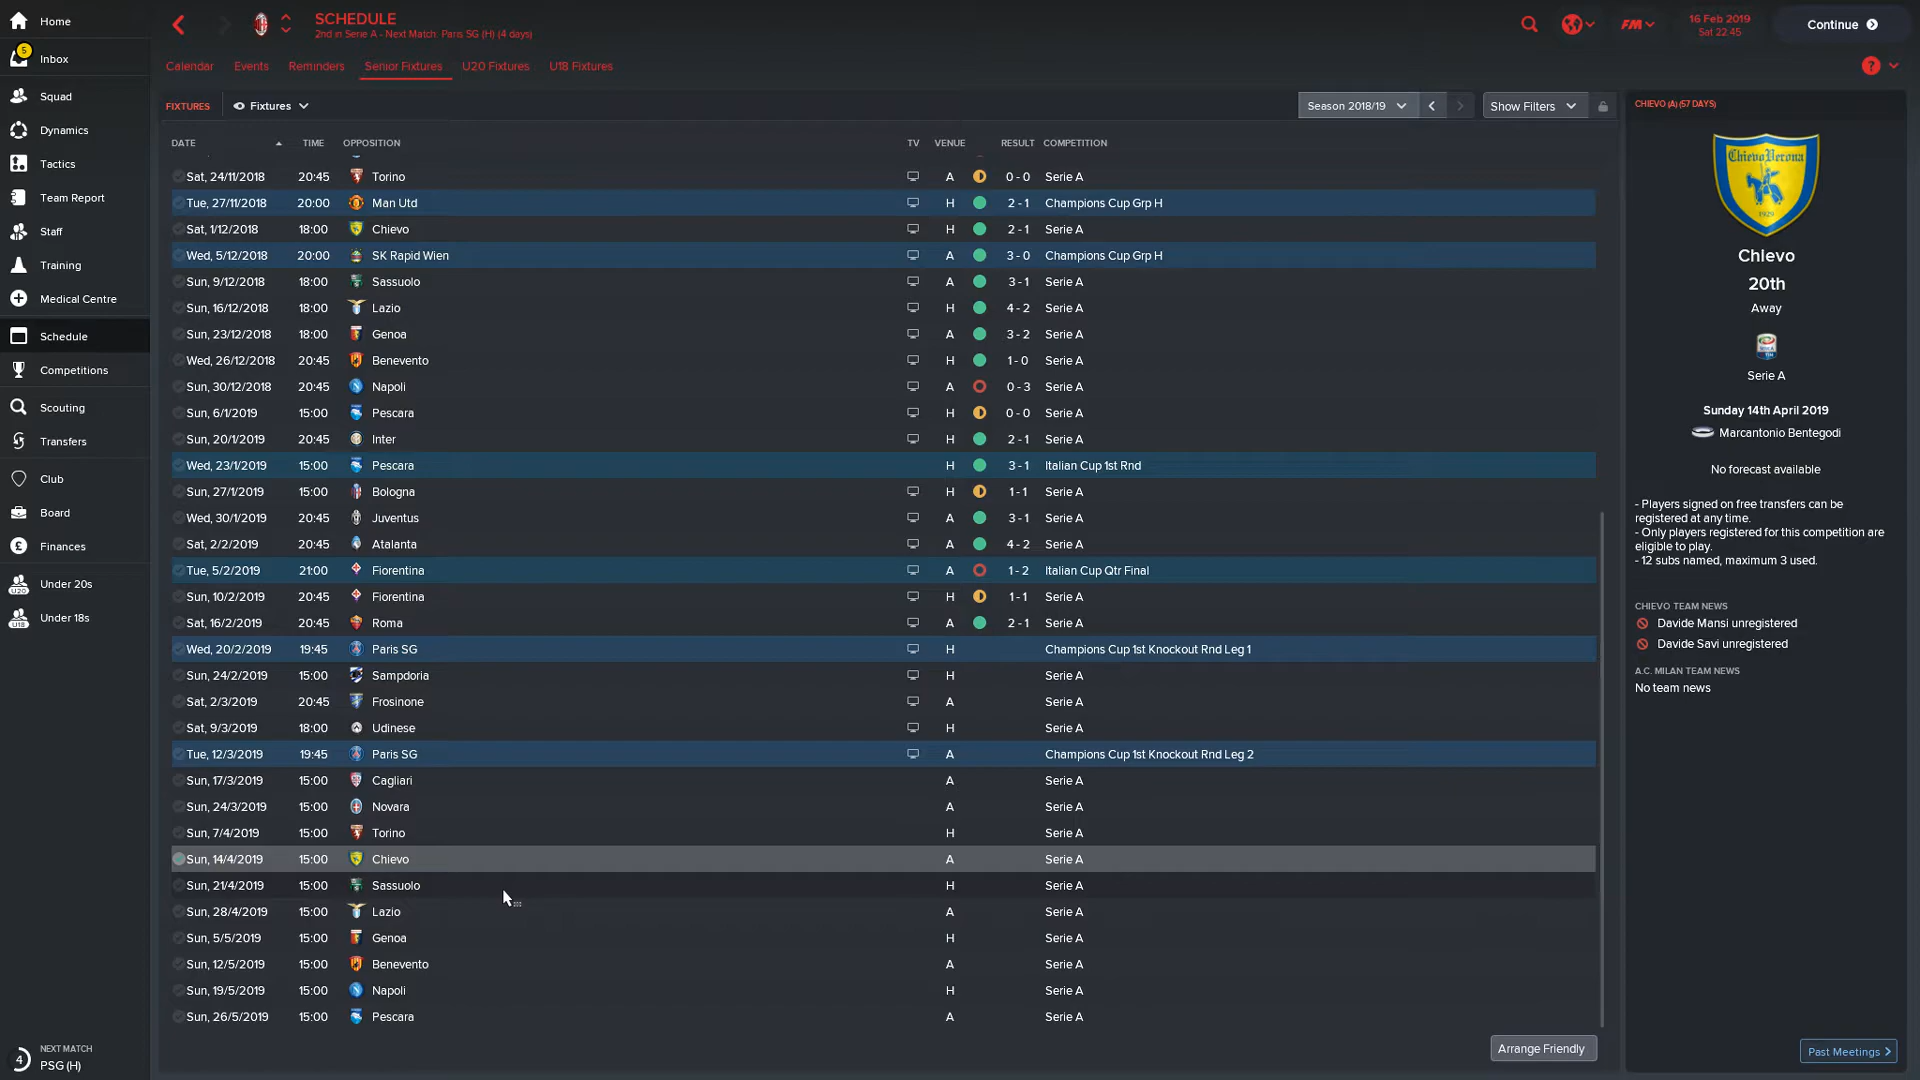 Home
5
Inbox
Squad
Dynamics
Tactics
Team Report
Staff
Training
Medical Centre
Schedule
Competitions
Scouting
Transfers
Club
Board
Finances
U20
Under 20s
U18
Under 18s
4
NEXT MATCH
PSG (H)
SCHEDULE
2nd in Serie A - Next Match: Paris SG (H) (4 days)
FM
16 Feb 2019
Sat 22:45
Continue
Calendar Events Reminders Senior Fixtures U20 Fixtures U18 Fixtures
?
FIXTURES Fixtures Season 2018/19 Show Filters
DATE TIME OPPOSITION TV VENUE RESULT COMPETITION
Sat, 24/11/2018 20:45 Torino A 0 - 0 Serie A
Tue, 27/11/2018 20:00 Man Utd H 2 - 1 Champions Cup Grp H
Sat, 1/12/2018 18:00 Chievo H 2 - 1 Serie A
Wed, 5/12/2018 20:00 SK Rapid Wien A 3 - 0 Champions Cup Grp H
Sun, 9/12/2018 18:00 Sassuolo A 3 - 1 Serie A
Sun, 16/12/2018 18:00 Lazio H 4 - 2 Serie A
Sun, 23/12/2018 18:00 Genoa A 3 - 2 Serie A
Wed, 26/12/2018 20:45 Benevento H 1 - 0 Serie A
Sun, 30/12/2018 20:45 Napoli A 0 - 3 Serie A
Sun, 6/1/2019 15:00 Pescara H 0 - 0 Serie A
Sun, 20/1/2019 20:45 Inter H 2 - 1 Serie A
Wed, 23/1/2019 15:00 Pescara H 3 - 1 Italian Cup 1st Rnd
Sun, 27/1/2019 15:00 Bologna H 1 - 1 Serie A
Wed, 30/1/2019 20:45 Juventus A 3 - 1 Serie A
Sat, 2/2/2019 20:45 Atalanta A 4 - 2 Serie A
Tue, 5/2/2019 21:00 Fiorentina A 1 - 2 Italian Cup Qtr Final
Sun, 10/2/2019 20:45 Fiorentina H 1 - 1 Serie A
Sat, 16/2/2019 20:45 Roma A 2 - 1 Serie A
Wed, 20/2/2019 19:45 Paris SG H Champions Cup 1st Knockout Rnd Leg 1
Sun, 24/2/2019 15:00 Sampdoria H Serie A
Sat, 2/3/2019 20:45 Frosinone A Serie A
Sat, 9/3/2019 18:00 Udinese H Serie A
Tue, 12/3/2019 19:45 Paris SG A Champions Cup 1st Knockout Rnd Leg 2
Sun, 17/3/2019 15:00 Cagliari A Serie A
Sun, 24/3/2019 15:00 Novara A Serie A
Sun, 7/4/2019 15:00 Torino H Serie A
Sun, 14/4/2019 15:00 Chievo A Serie A
Sun, 21/4/2019 15:00 Sassuolo H Serie A
Sun, 28/4/2019 15:00 Lazio A Serie A
Sun, 5/5/2019 15:00 Genoa H Serie A
Sun, 12/5/2019 15:00 Benevento A Serie A
Sun, 19/5/2019 15:00 Napoli H Serie A
Sun, 26/5/2019 15:00 Pescara A Serie A
Arrange Friendly
CHIEVO (A) (57 DAYS)
ChievoVerona
1929
Chievo
20th
Away
Serie A
Sunday 14th April 2019
Marcantonio Bentegodi
No forecast available
- Players signed on free transfers can be
registered at any time.
- Only players registered for this competition are
eligible to play.
- 12 subs named, maximum 3 used.
CHIEVO TEAM NEWS
Davide Mansi unregistered
Davide Savi unregistered
A.C. MILAN TEAM NEWS
No team news
Past Meetings